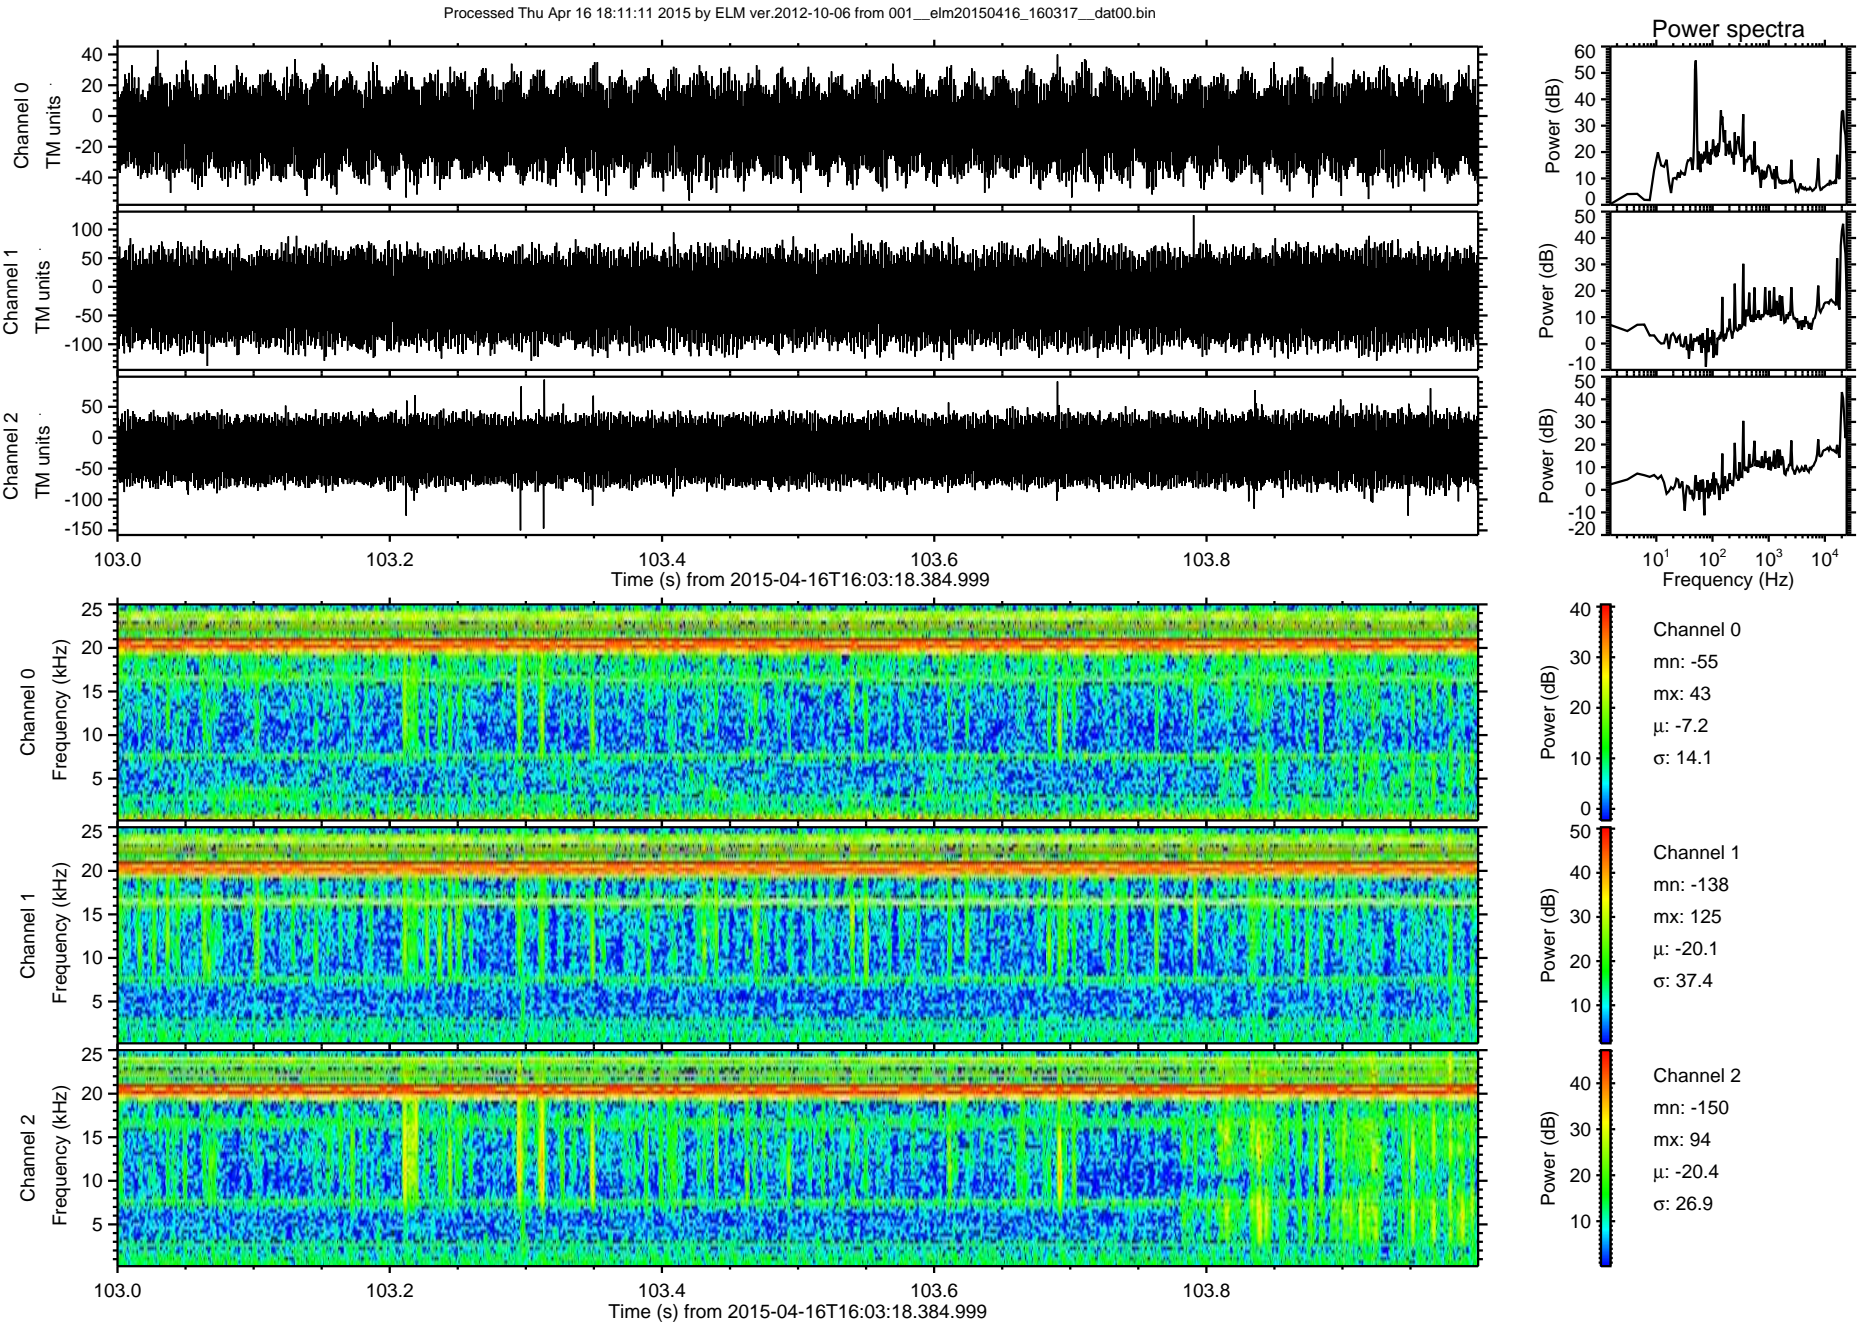 Processed Thu Apr 16 18:11:11 2015 by ELM ver.2012-10-06 from 001__elm20150416_160317__dat00.bin
Power spectra
Channel 0
TM units
40
20
0
-20
-40
Power (dB)
60
50
40
30
20
10
0
Channel 1
TM units
100
50
0
-50
-100
Power (dB)
50
40
30
20
10
0
-10
Channel 2
TM units
50
0
-50
-100
-150
Power (dB)
50
40
30
20
10
0
-10
-20
103.0 103.2 103.4 103.6 103.8
Time (s) from 2015-04-16T16:03:18.384.999
10^1 10^2 10^3 10^4
Frequency (Hz)
Channel 0
Frequency (kHz)
25
20
15
10
5
Power (dB)
40
30
20
10
0
Channel 0
mn: -55
mx: 43
μ: -7.2
σ: 14.1
Channel 1
Frequency (kHz)
25
20
15
10
5
Power (dB)
50
40
30
20
10
Channel 1
mn: -138
mx: 125
μ: -20.1
σ: 37.4
Channel 2
Frequency (kHz)
25
20
15
10
5
Power (dB)
40
30
20
10
Channel 2
mn: -150
mx: 94
μ: -20.4
σ: 26.9
103.0 103.2 103.4 103.6 103.8
Time (s) from 2015-04-16T16:03:18.384.999